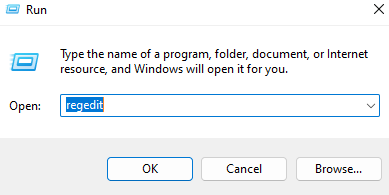 Run
Type the name of a program, folder, document, or Internet
resource, and Windows will open it for you.
Open: regedit
OK Cancel Browse...